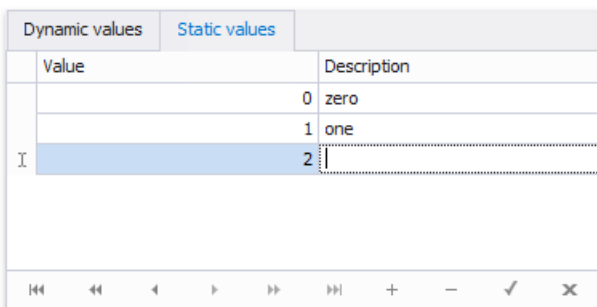 Dynamic values Static values
Value Description
0 zero
1 one
2